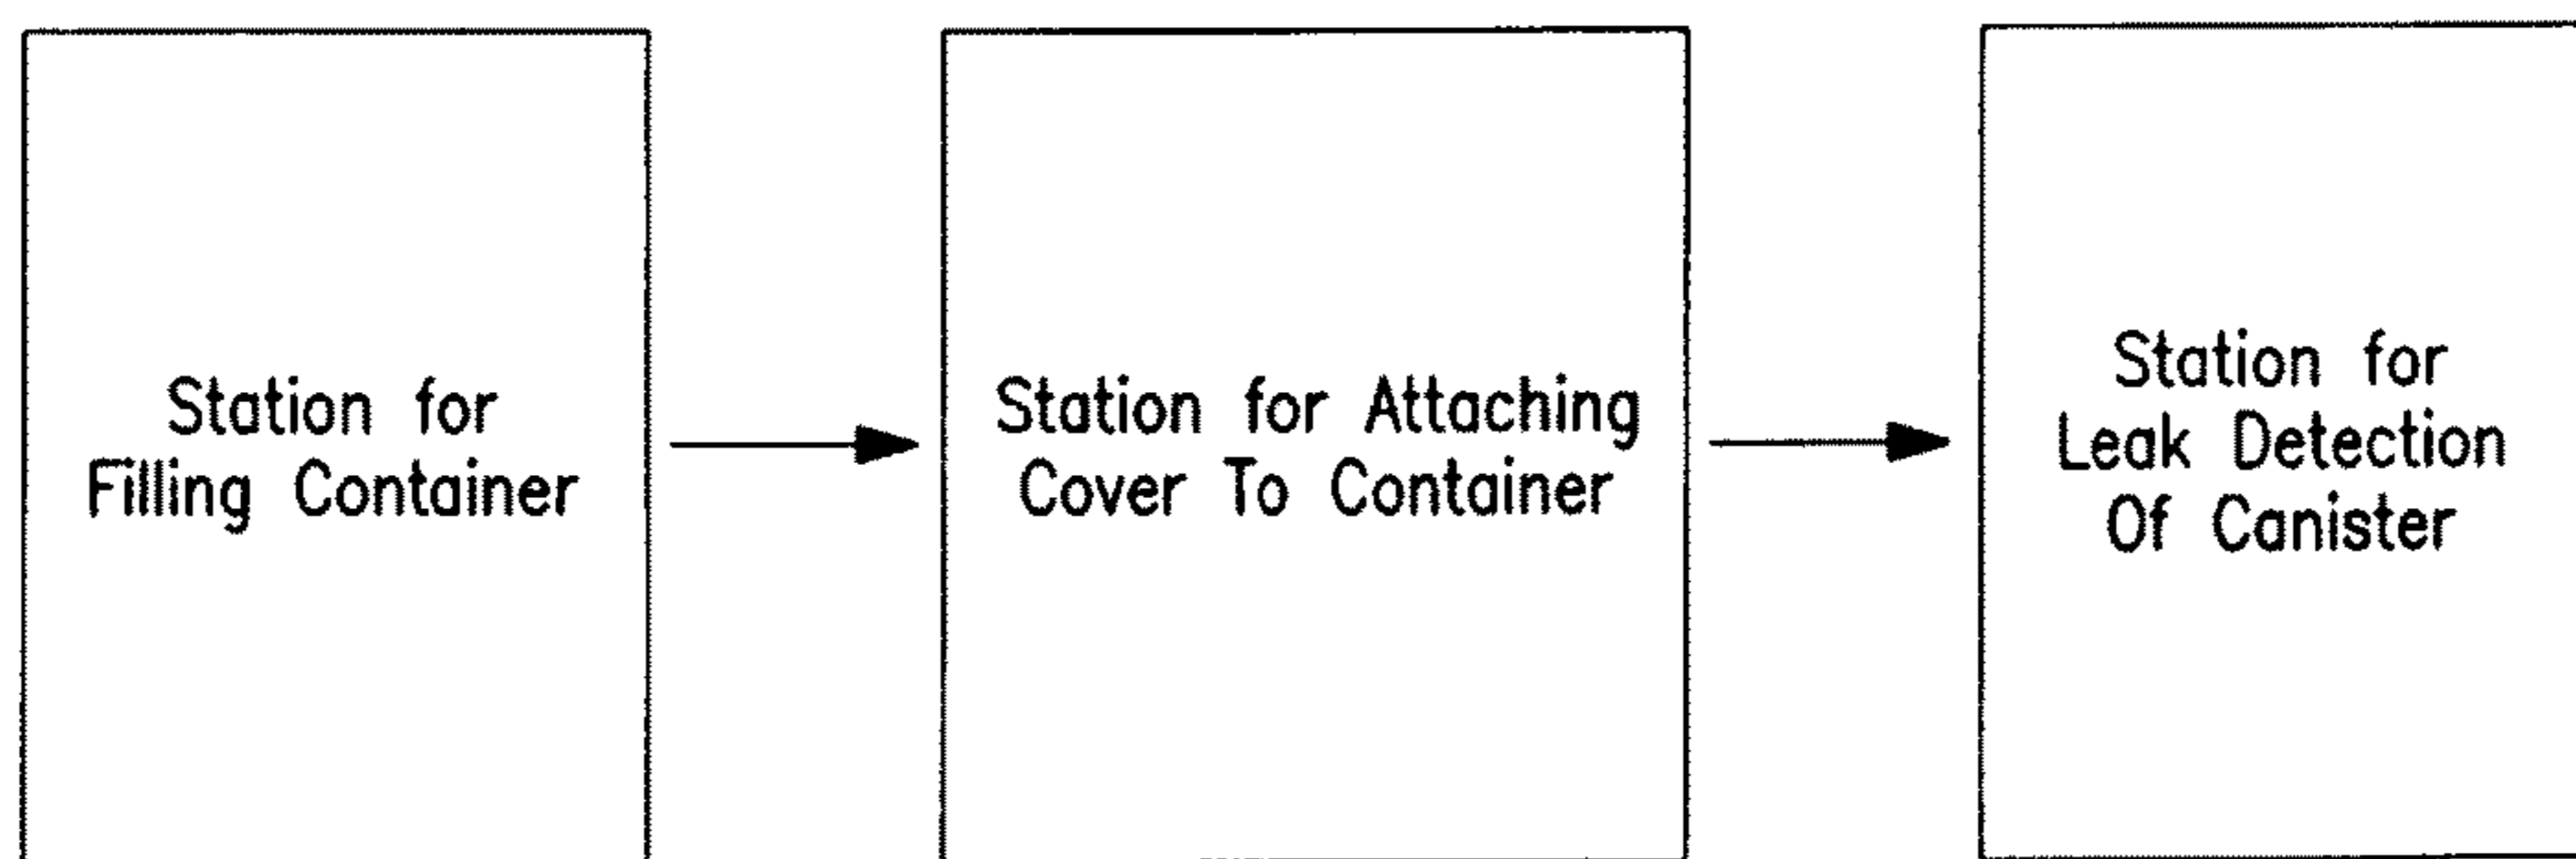 Station for
Filling Container
Station for Attaching
Cover To Container
Station for
Leak Detection
Of Canister